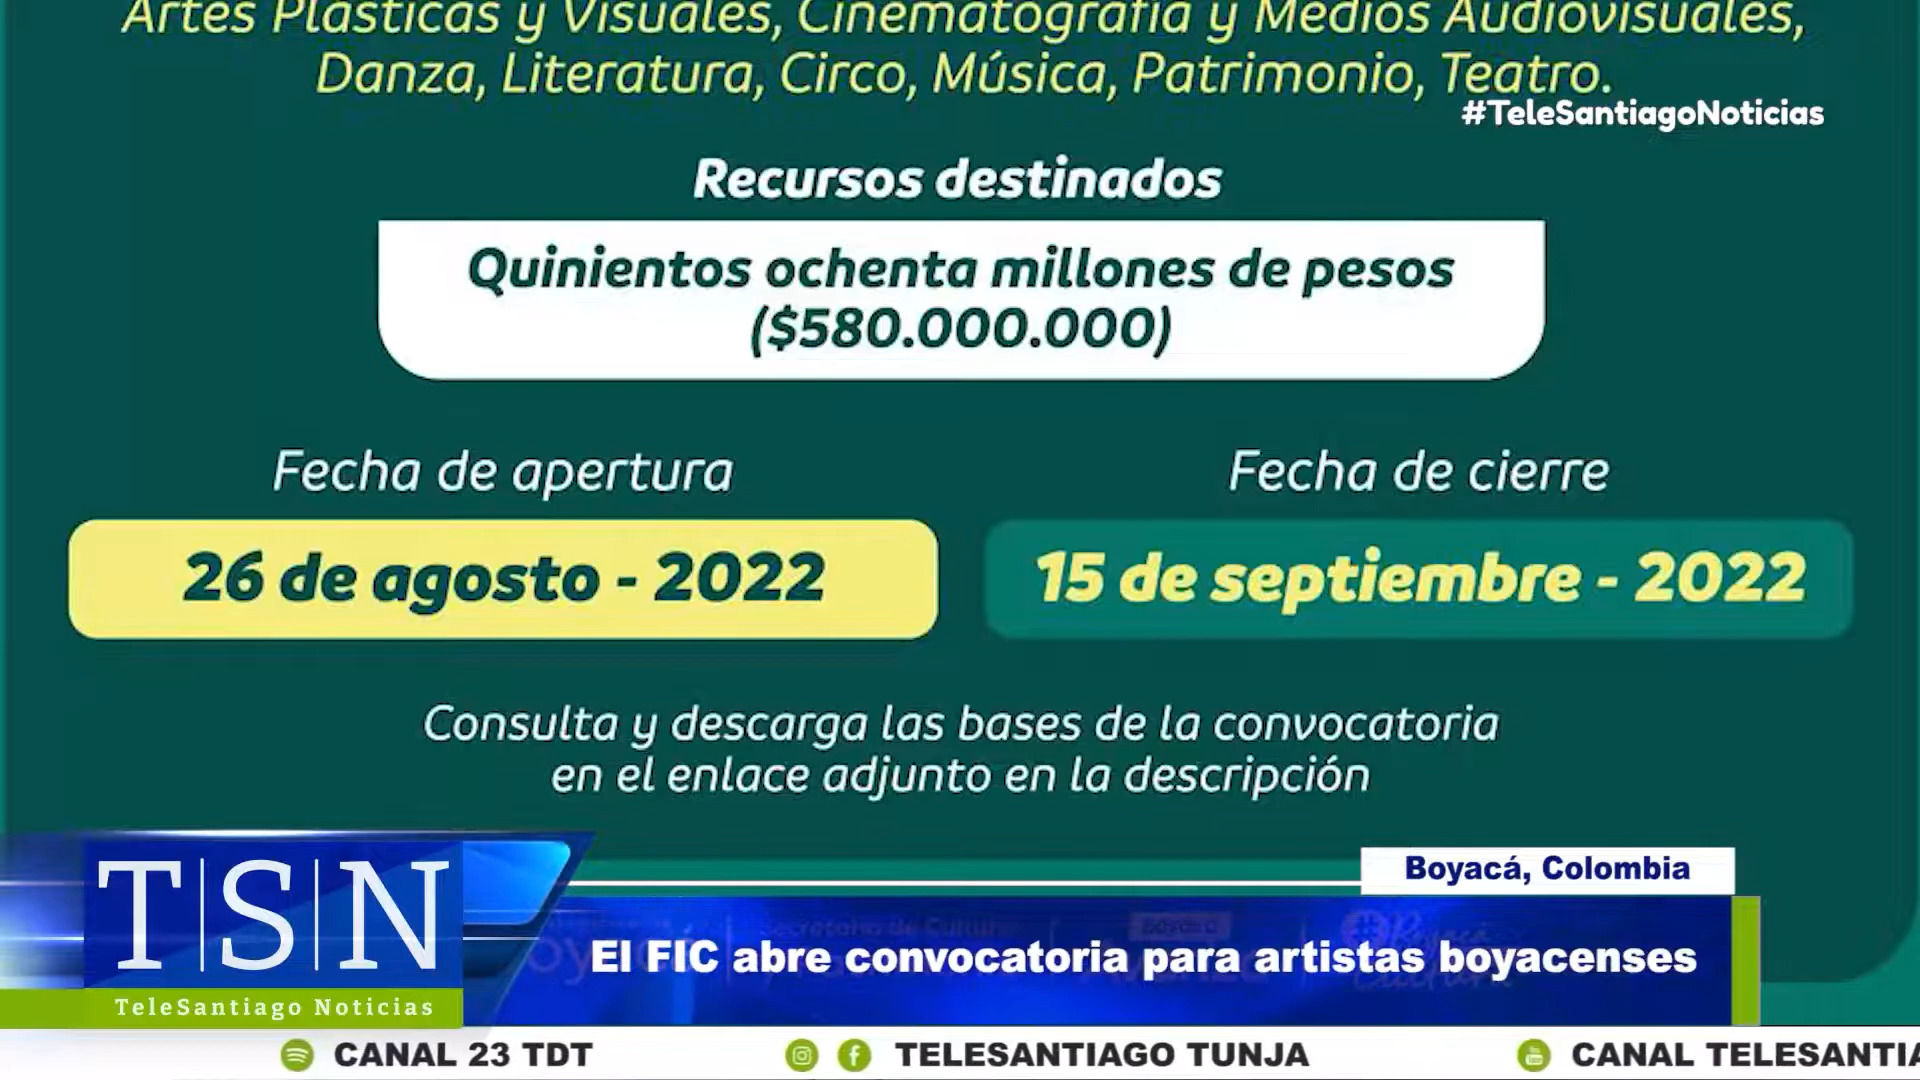 Artes Plásticas y Visuales, Cinematografía y Medios Audiovisuales,
Danza, Literatura, Circo, Música, Patrimonio, Teatro.
#TeleSantiagoNoticias
Recursos destinados
Quinientos ochenta millones de pesos
($580.000.000)
Fecha de apertura
Fecha de cierre
26 de agosto - 2022
15 de septiembre - 2022
Consulta y descarga las bases de la convocatoria
en el enlace adjunto en la descripción
Boyacá, Colombia
T|S|N
El FIC abre convocatoria para artistas boyacenses
TeleSantiago Noticias
CANAL 23 TDT
TELESANTIAGO TUNJA
CANAL TELESANTIA